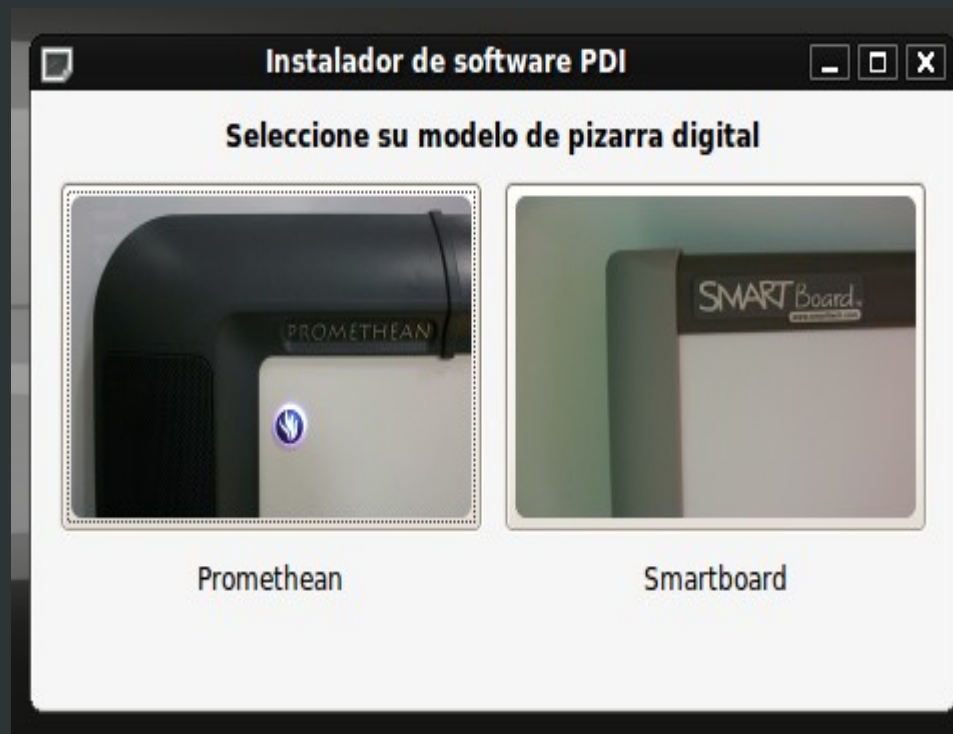 Instalador de software PDI
Seleccione su modelo de pizarra digital
PROMETHEAN
SMART Board
Promethean
Smartboard